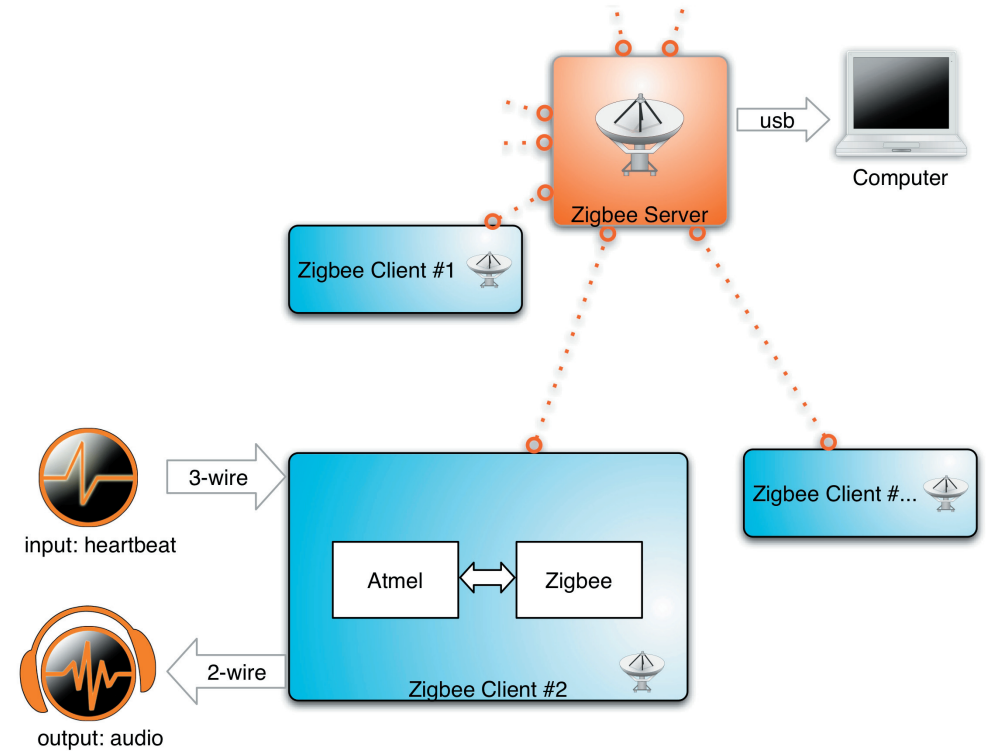 usb
Computer
Zigbee Server
Zigbee Client #1
3-wire
input: heartbeat
Zigbee Client #...
Atmel
Zigbee
2-wire
Zigbee Client #2
output: audio